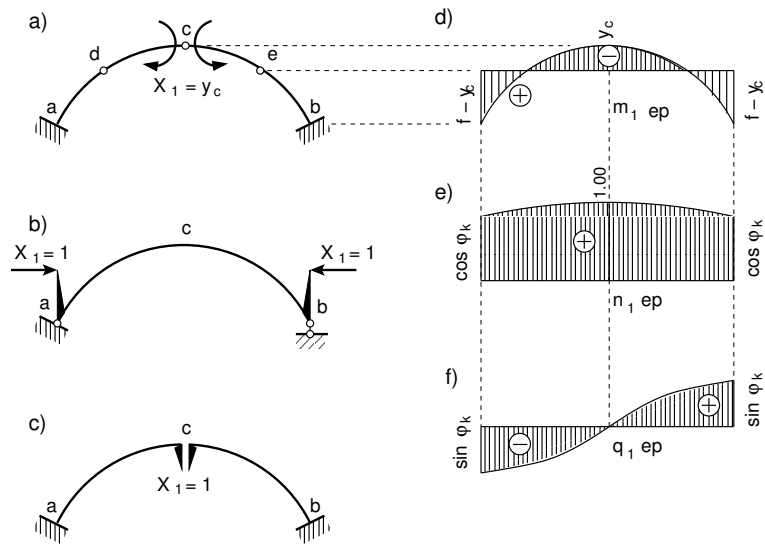 a)
c
d
e
X 1 = y c
a
b
b)
c
X 1 = 1
X 1 = 1
a
b
c)
c
X 1 = 1
a
b
d)
y c
f – y c
f – y c
m 1 ep
e)
1.00
cos φ k
cos φ k
n 1 ep
f)
sin φ k
sin φ k
q 1 ep